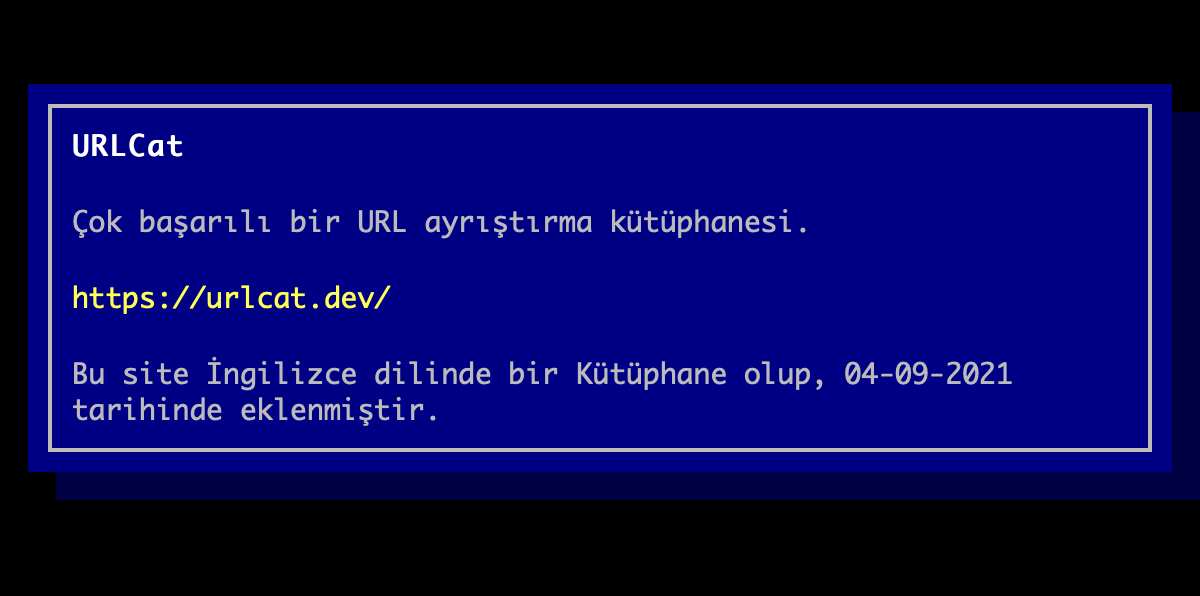 URLCat
Çok başarılı bir URL ayrıştırma kütüphanesi.
https://urlcat.dev/
Bu site İngilizce dilinde bir Kütüphane olup, 04-09-2021
tarihinde eklenmiştir.